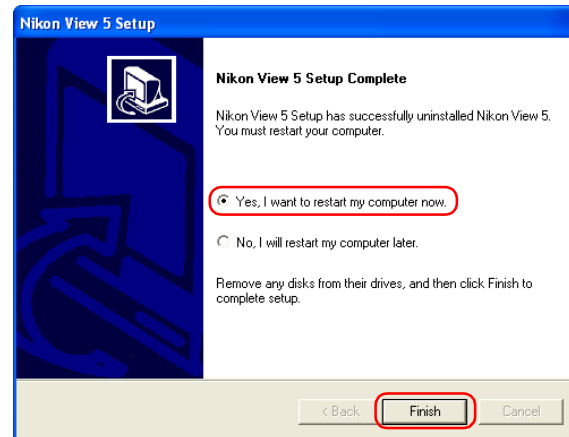 Nikon View 5 Setup
Nikon View 5 Setup Complete
Nikon View 5 Setup has successfully uninstalled Nikon View 5.
You must restart your computer.
Yes, I want to restart my computer now.
No, I will restart my computer later.
Remove any disks from their drives, and then click Finish to
complete setup.
< Back Finish Cancel